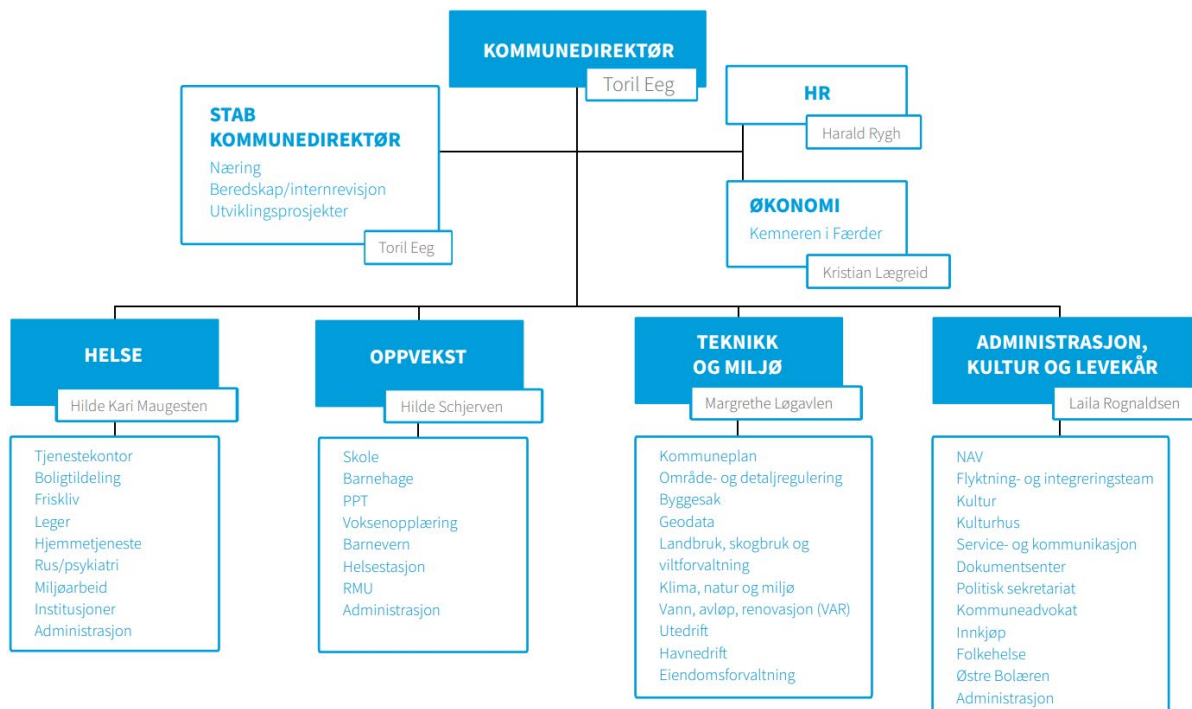 KOMMUNEDIREKTØR
Toril Eeg
STAB
KOMMUNEDIREKTØR
Næring
Beredskap/internrevisjon
Utviklingsprosjekter
Toril Eeg
HR
Harald Rygh
ØKONOMI
Kemneren i Færder
Kristian Lægreid
HELSE
Hilde Kari Maugesten
Tjenestekontor
Boligtildeling
Friskliv
Leger
Hjemmetjeneste
Rus/psykiatri
Miljøarbeid
Institusjoner
Administrasjon
OPPVEKST
Hilde Schjerven
Skole
Barnehage
PPT
Voksenopplæring
Barnevern
Helsestasjon
RMU
Administrasjon
TEKNIKK
OG MILJØ
Margrethe Løgavlen
Kommuneplan
Område- og detaljregulering
Byggesak
Geodata
Landbruk, skogbruk og
viltforvaltning
Klima, natur og miljø
Vann, avløp, renovasjon (VAR)
Utedrift
Havnedrift
Eiendomsforvaltning
ADMINISTRASJON,
KULTUR OG LEVEKÅR
Laila Rognaldsen
NAV
Flyktning- og integreringsteam
Kultur
Kulturhus
Service- og kommunikasjon
Dokumentsenter
Politisk sekretariat
Kommuneadvokat
Innkjøp
Folkehelse
Østre Bolæren
Administrasjon